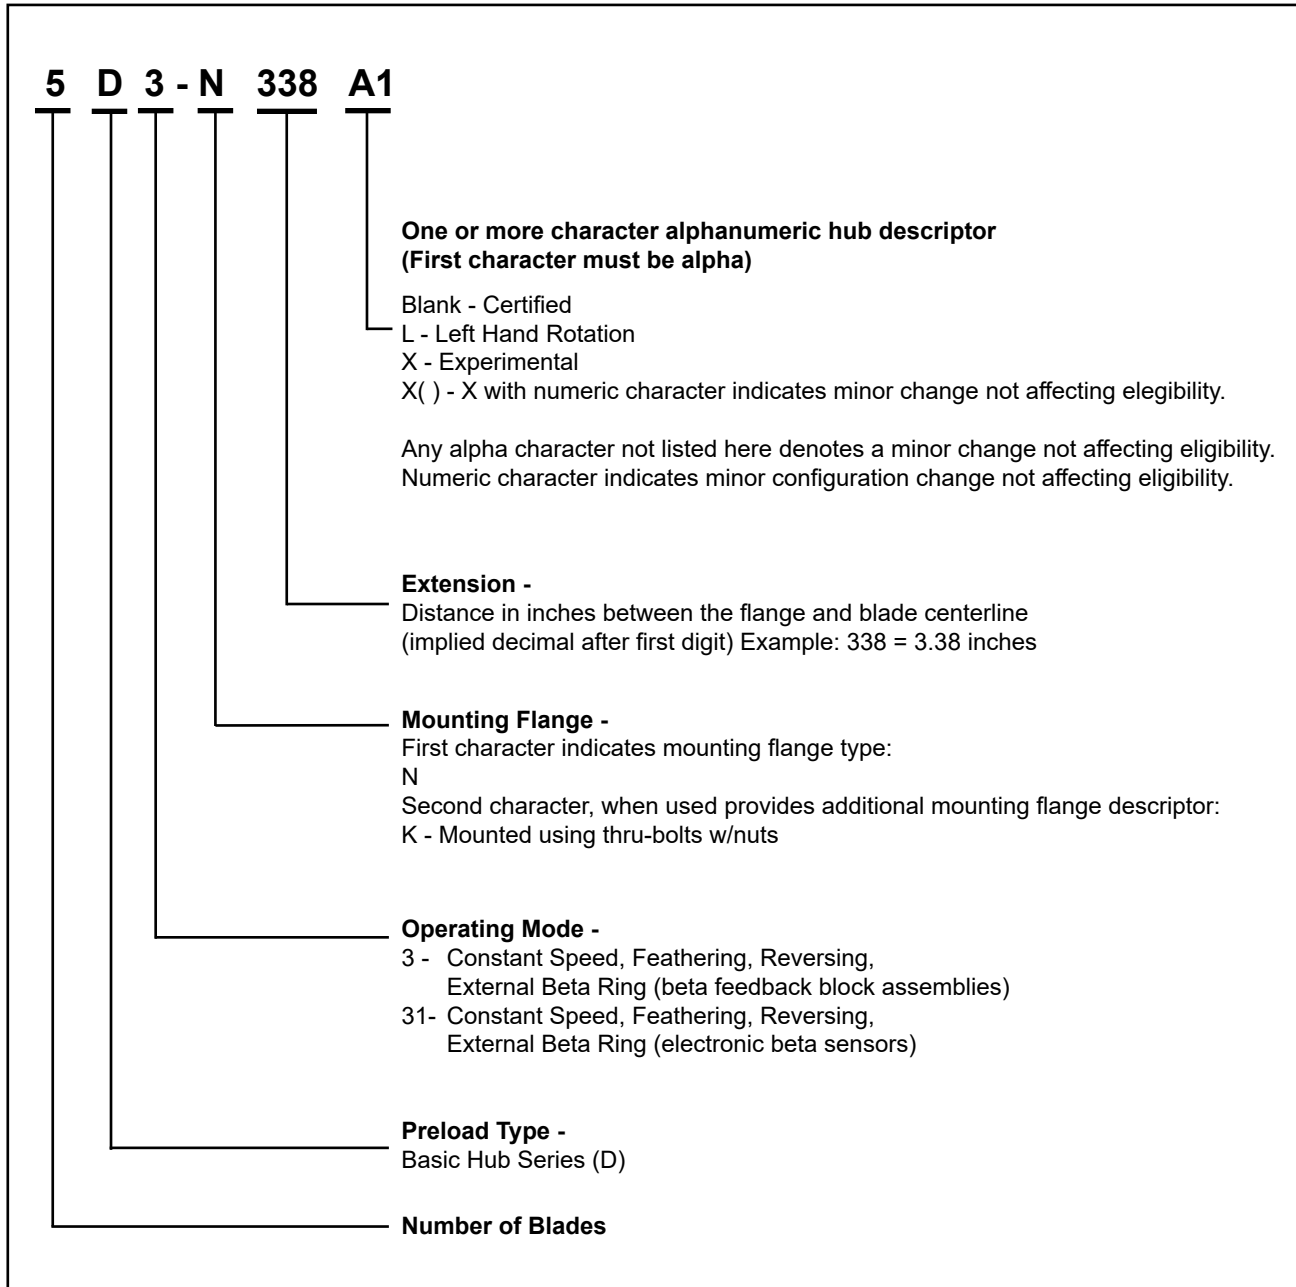 5 D 3 - N 338 A1
One or more character alphanumeric hub descriptor
(First character must be alpha)
Blank - Certified
L - Left Hand Rotation
X - Experimental
X( ) - X with numeric character indicates minor change not affecting elegibility.
Any alpha character not listed here denotes a minor change not affecting eligibility.
Numeric character indicates minor configuration change not affecting eligibility.
Extension -
Distance in inches between the flange and blade centerline
(implied decimal after first digit) Example: 338 = 3.38 inches
Mounting Flange -
First character indicates mounting flange type:
N
Second character, when used provides additional mounting flange descriptor:
K - Mounted using thru-bolts w/nuts
Operating Mode -
3 - Constant Speed, Feathering, Reversing,
External Beta Ring (beta feedback block assemblies)
31- Constant Speed, Feathering, Reversing,
External Beta Ring (electronic beta sensors)
Preload Type -
Basic Hub Series (D)
Number of Blades